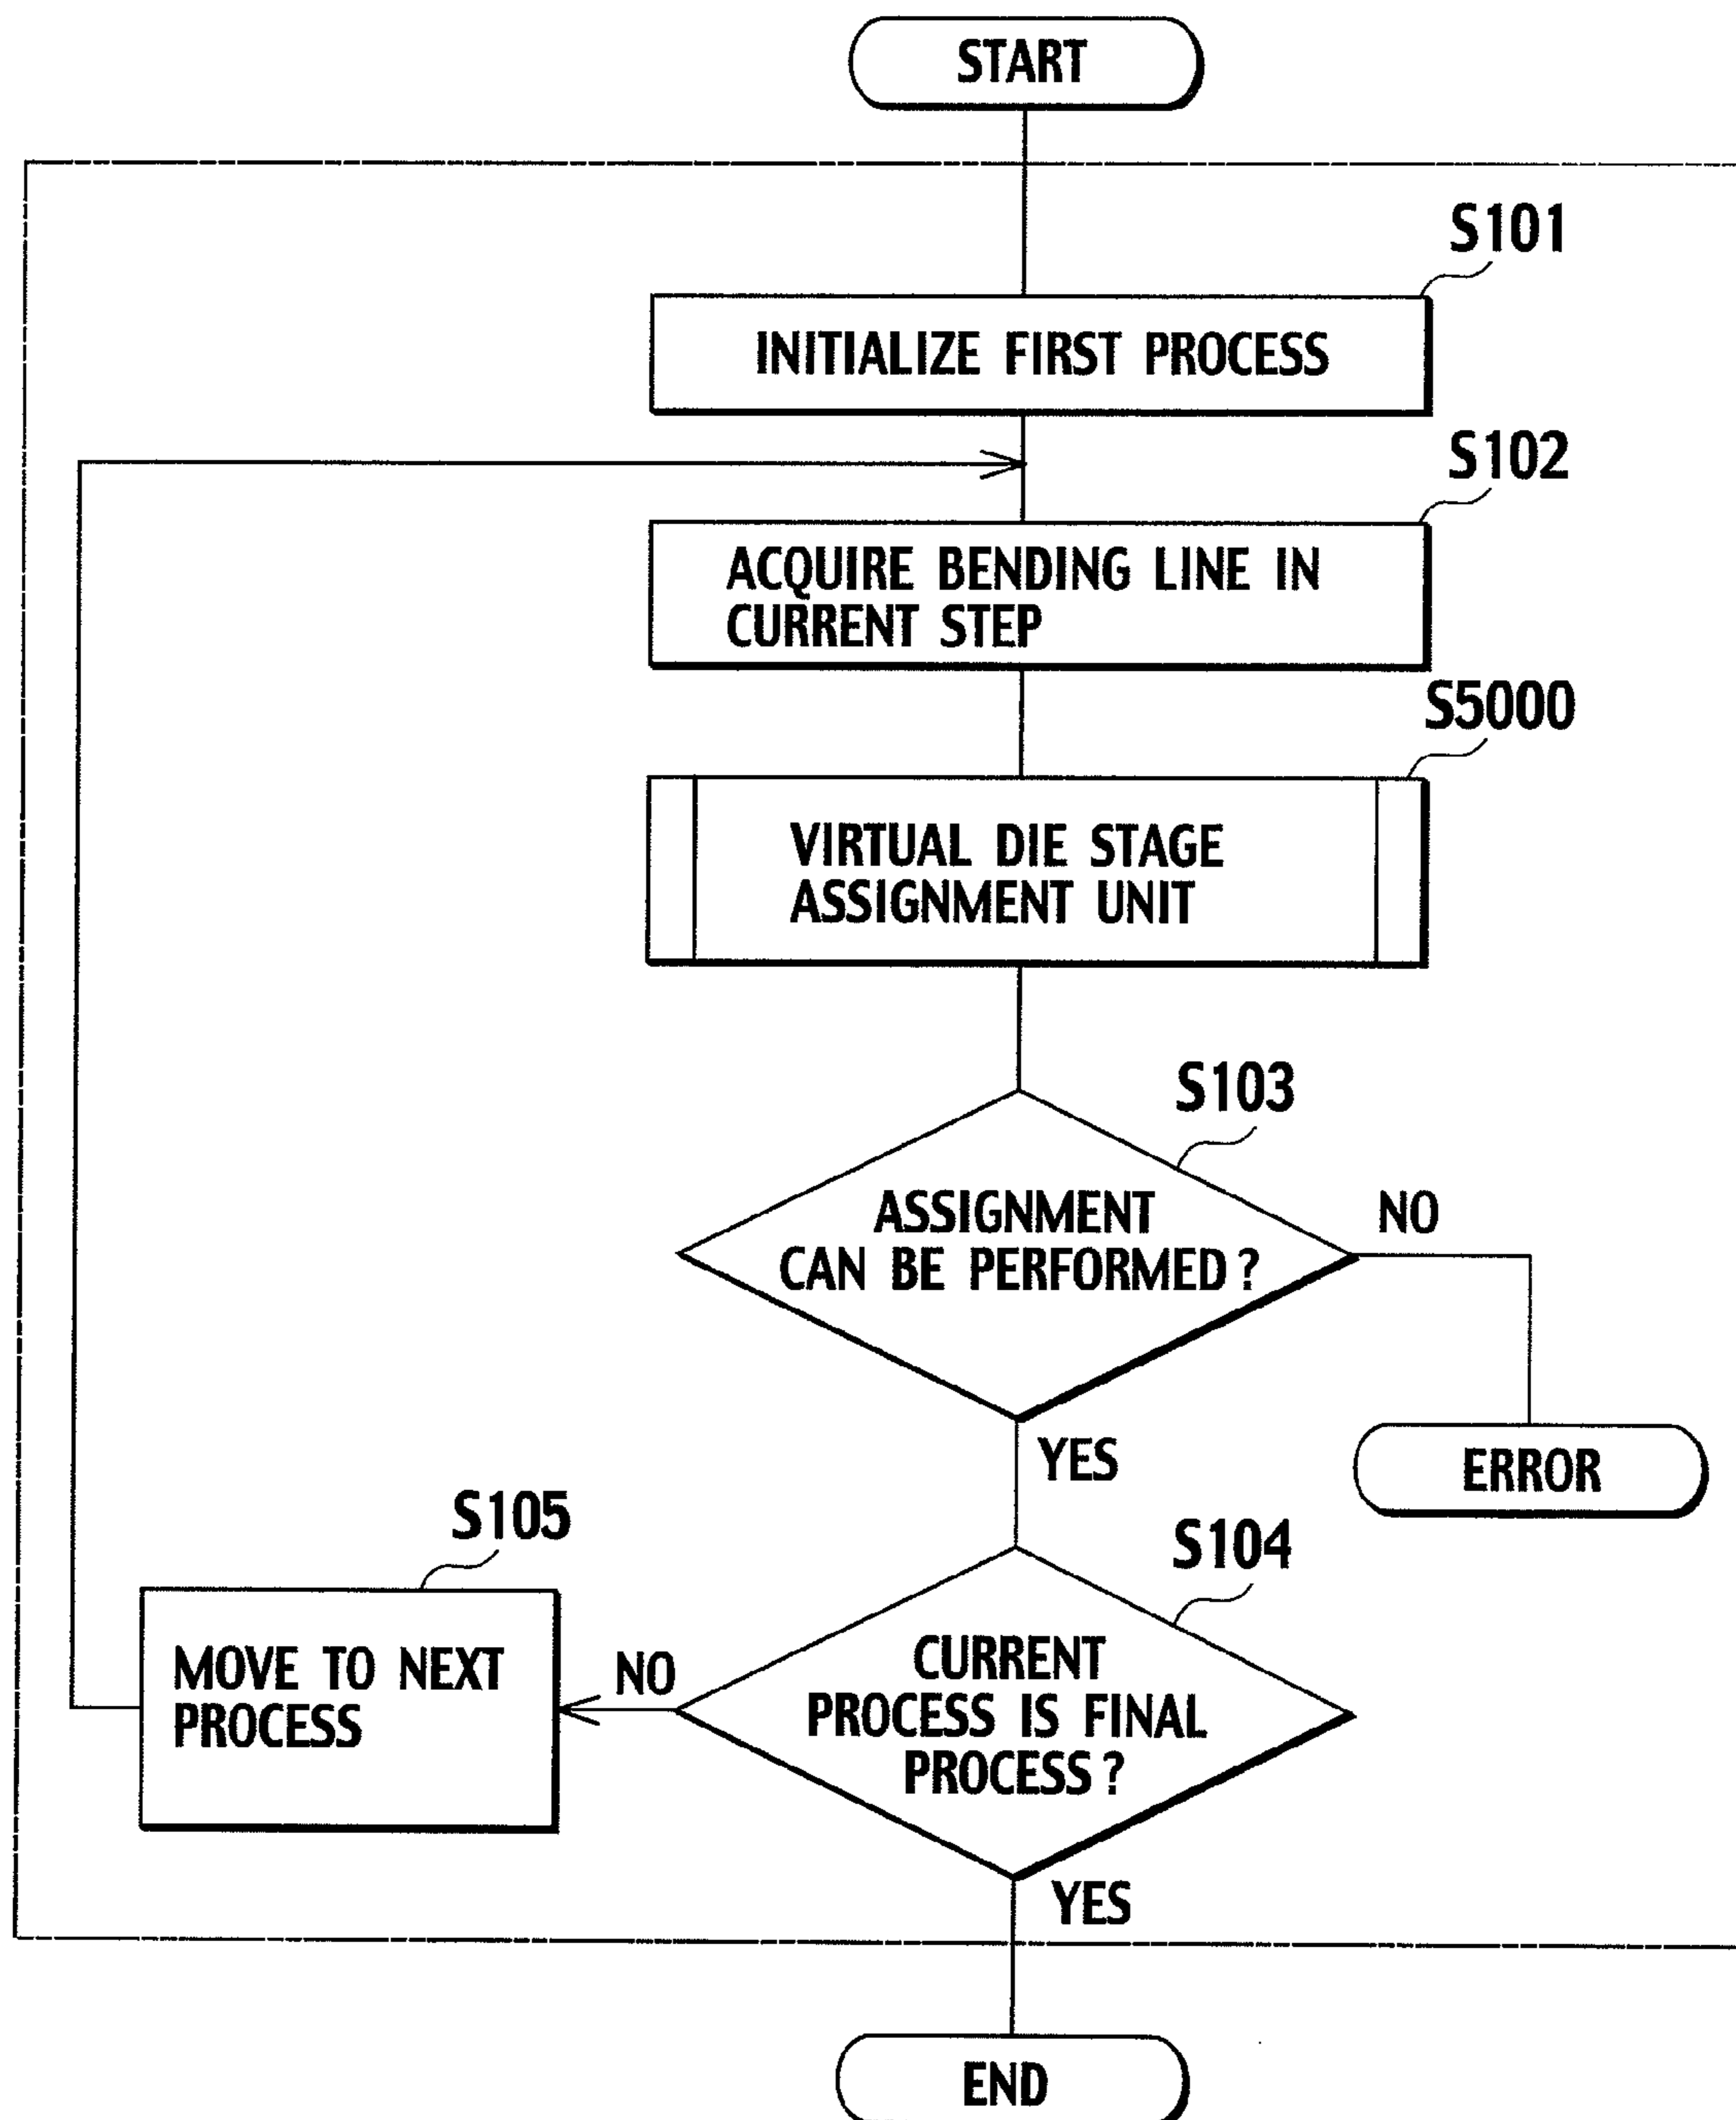 START
S101
INITIALIZE FIRST PROCESS
S102
ACQUIRE BENDING LINE IN
CURRENT STEP
S5000
VIRTUAL DIE STAGE
ASSIGNMENT UNIT
S103
ASSIGNMENT
CAN BE PERFORMED?
NO
YES
ERROR
S105
S104
MOVE TO NEXT
PROCESS
NO
CURRENT
PROCESS IS FINAL
PROCESS?
YES
END